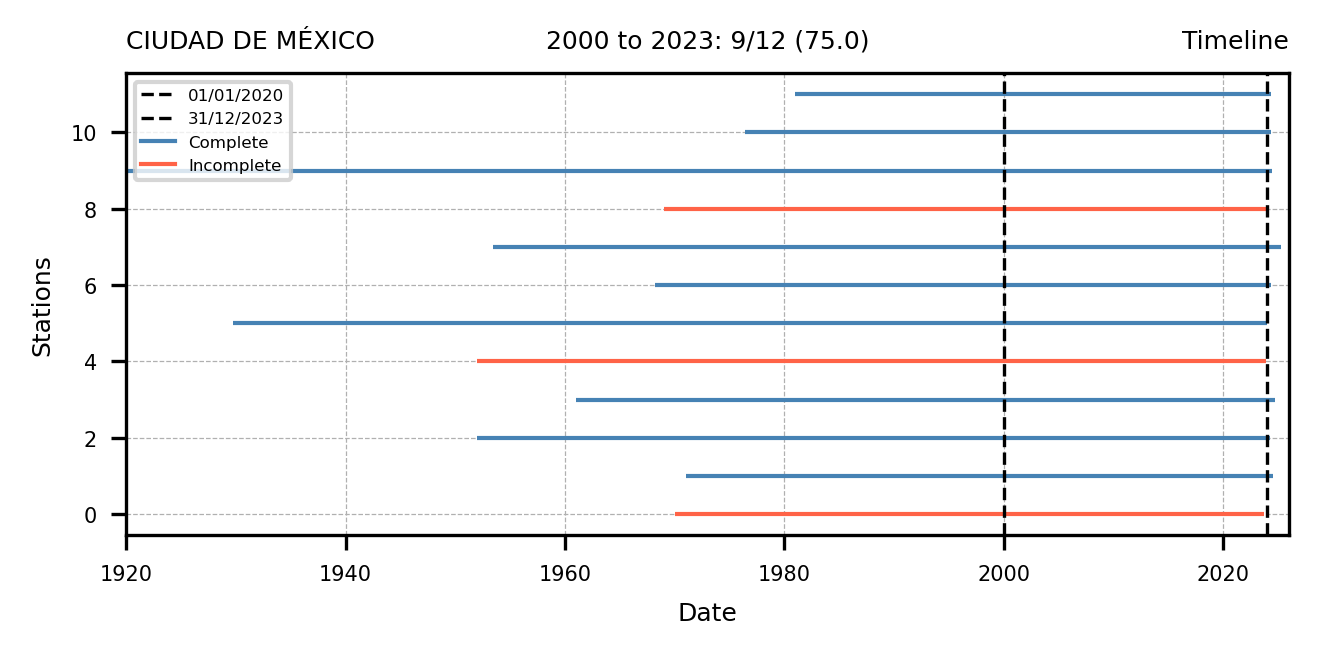 CIUDAD DE MÉXICO 2000 to 2023: 9/12 (75.0) Timeline
01/01/2020
31/12/2023
Complete
Incomplete
10
8
6
4
2
0
Stations
1920 1940 1960 1980 2000 2020
Date